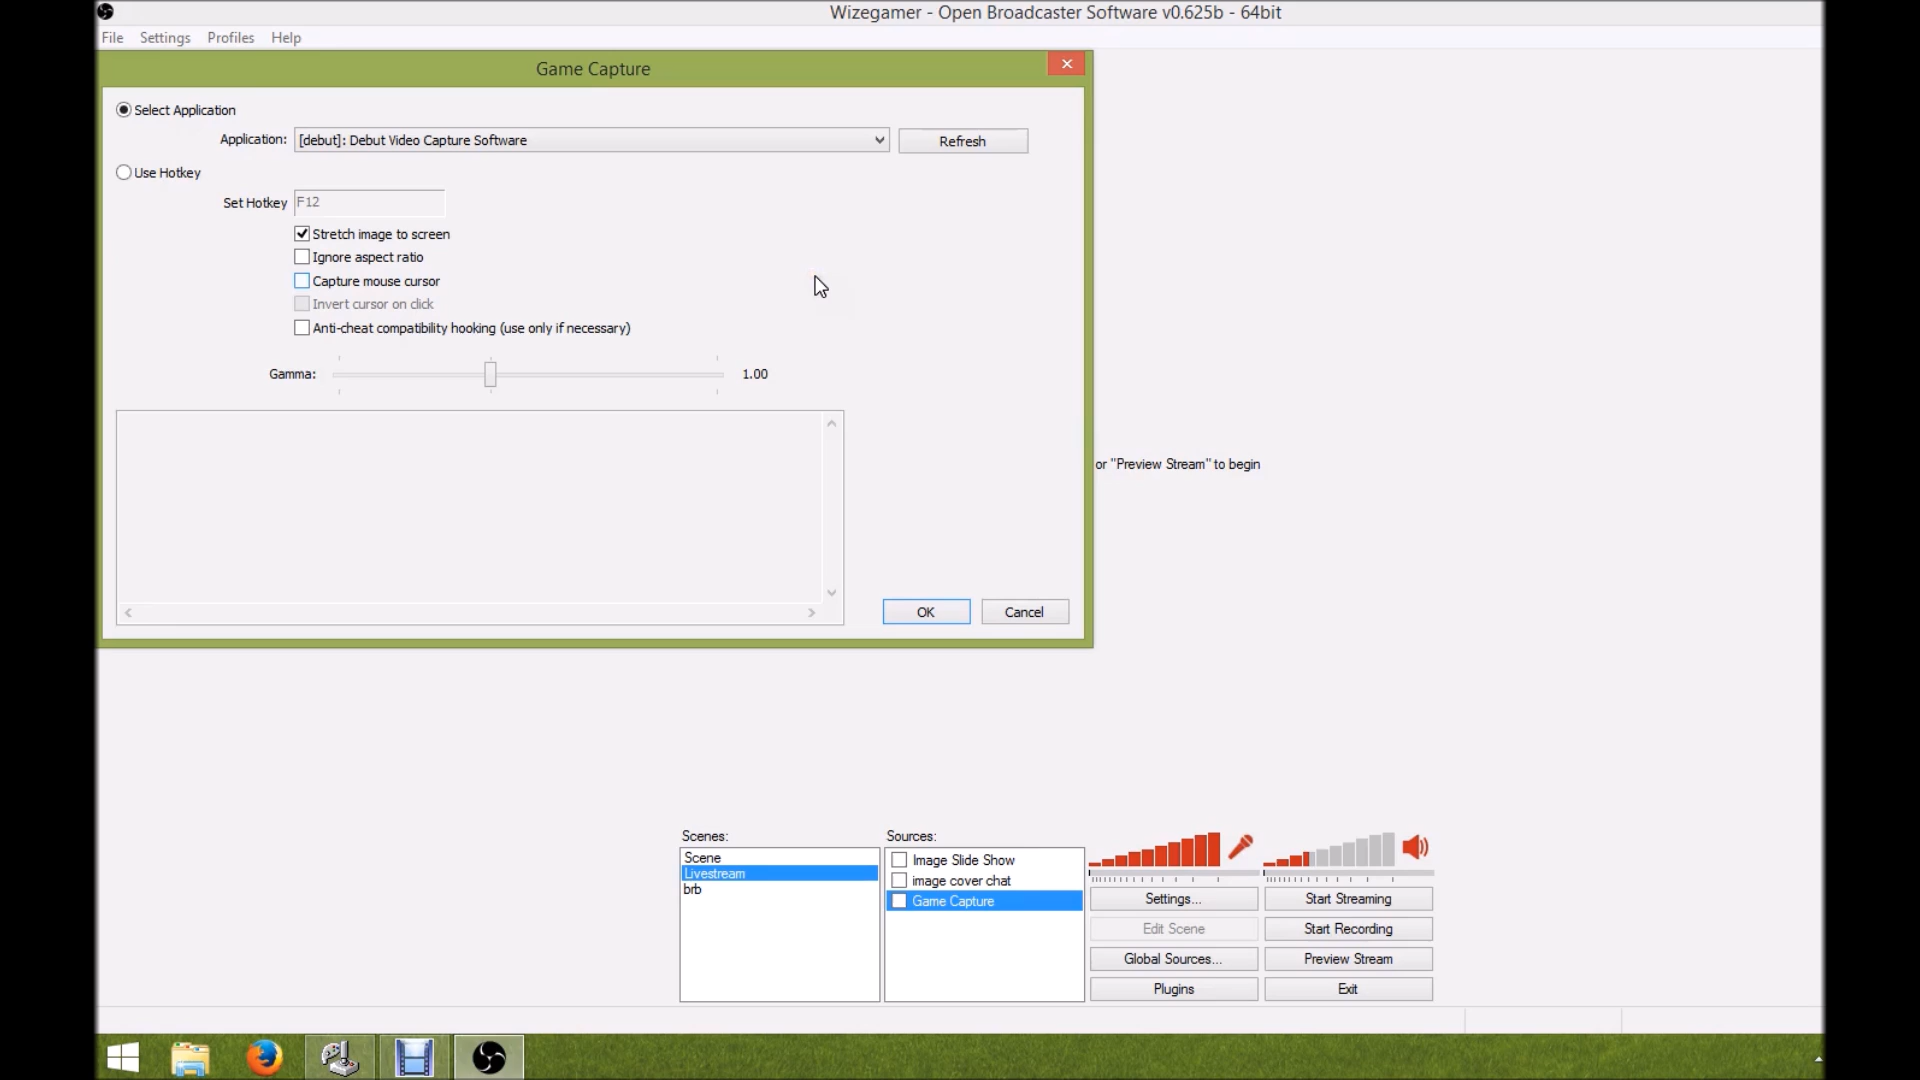 Wizegamer - Open Broadcaster Software v0.625b - 64bit
File Settings Profiles Help
Game Capture
Select Application
Application: [debut]: Debut Video Capture Software Refresh
Use Hotkey
Set Hotkey F12
Stretch image to screen
Ignore aspect ratio
Capture mouse cursor
Invert cursor on click
Anti-cheat compatibility hooking (use only if necessary)
Gamma: 1.00
or "Preview Stream" to begin
OK Cancel
Scenes:
Scene
Livestream
brb
Sources:
Image Slide Show
image cover chat
Game Capture
Settings... Start Streaming
Edit Scene Start Recording
Global Sources... Preview Stream
Plugins Exit